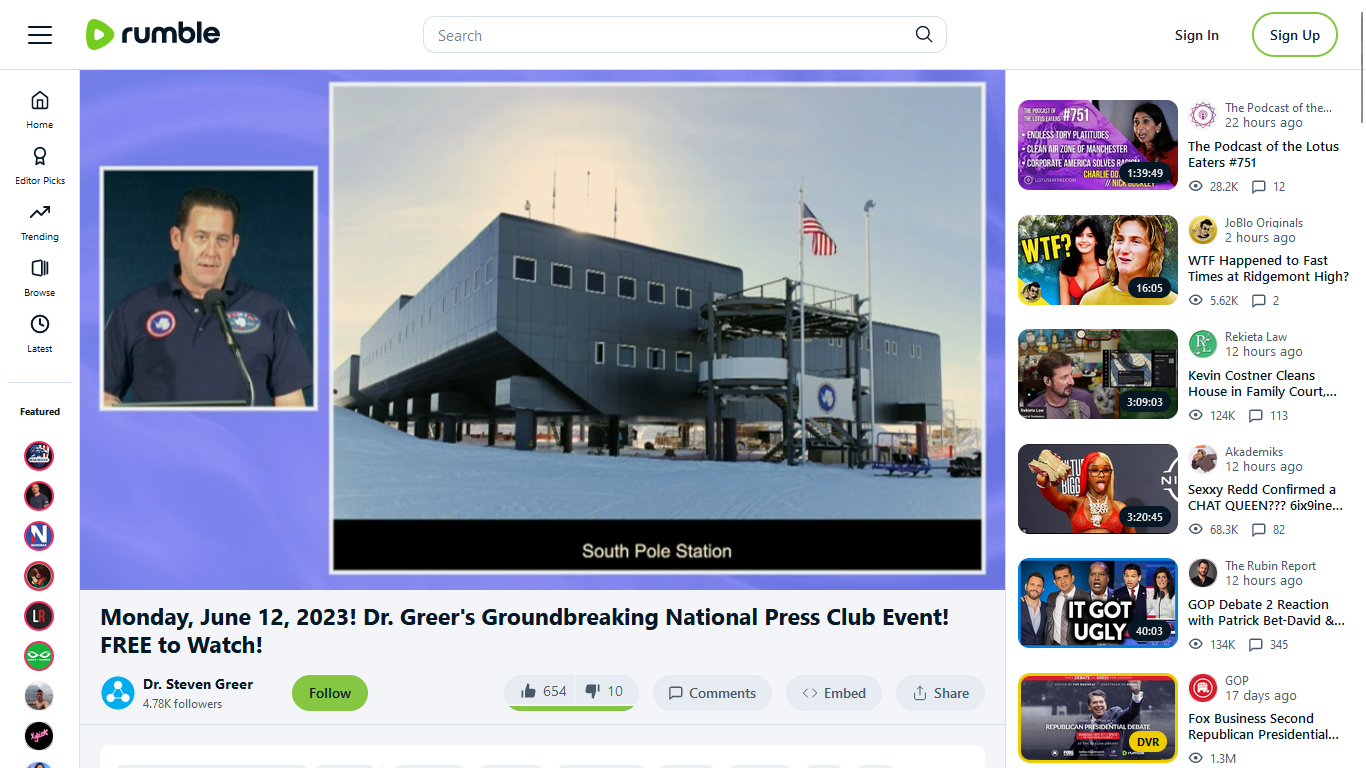 rumble
Search
Sign In
Sign Up
Home
Editor Picks
Trending
Browse
Latest
Featured
South Pole Station
Monday, June 12, 2023! Dr. Greer's Groundbreaking National Press Club Event!
FREE to Watch!
Dr. Steven Greer
4.78K followers
Follow
654
10
Comments
Embed
Share
THE PODCAST OF
THE LOTUS EATERS
#751
• ENDLESS TORY PLATITUDES
• CLEAN AIR ZONE OF MANCHESTER
• CORPORATE AMERICA SOLVES RACISM
LOTUSEATERS.COM
1:39:49
The Podcast of the...
22 hours ago
The Podcast of the Lotus
Eaters #751
28.2K
12
WTF?
16:05
JoBlo Originals
2 hours ago
WTF Happened to Fast
Times at Ridgemont High?
5.62K
2
Rekieta Law
3:09:03
Rekieta Law
12 hours ago
Kevin Costner Cleans
House in Family Court,...
124K
113
3:20:45
Akademiks
12 hours ago
Sexxy Redd Confirmed a
CHAT QUEEN??? 6ix9ine...
68.3K
82
IT GOT
UGLY
40:03
The Rubin Report
12 hours ago
GOP Debate 2 Reaction
with Patrick Bet-David &...
134K
345
REPUBLICAN PRESIDENTIAL DEBATE
rumble
DVR
GOP
17 days ago
Fox Business Second
Republican Presidential...
1.3M